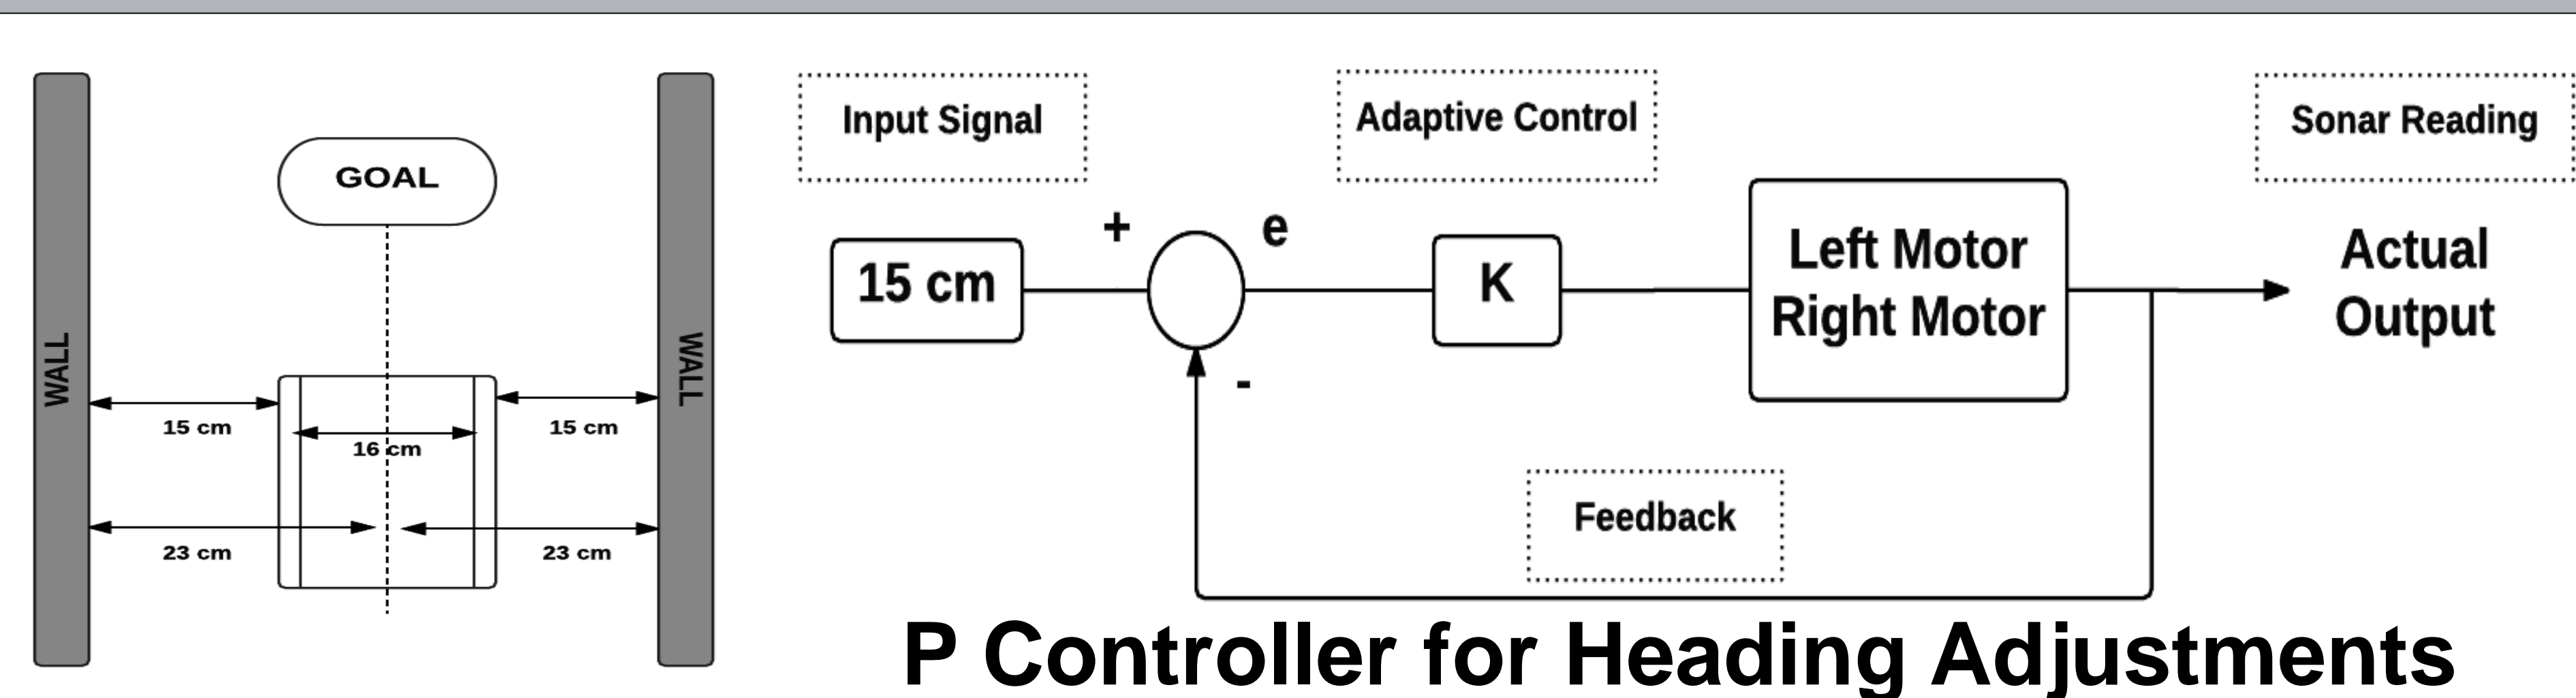 WALL
GOAL
15 cm
16 cm
15 cm
23 cm
23 cm
WALL
Input Signal
Adaptive Control
Sonar Reading
15 cm
+
-
e
K
Left Motor
Right Motor
Actual
Output
Feedback
P Controller for Heading Adjustments